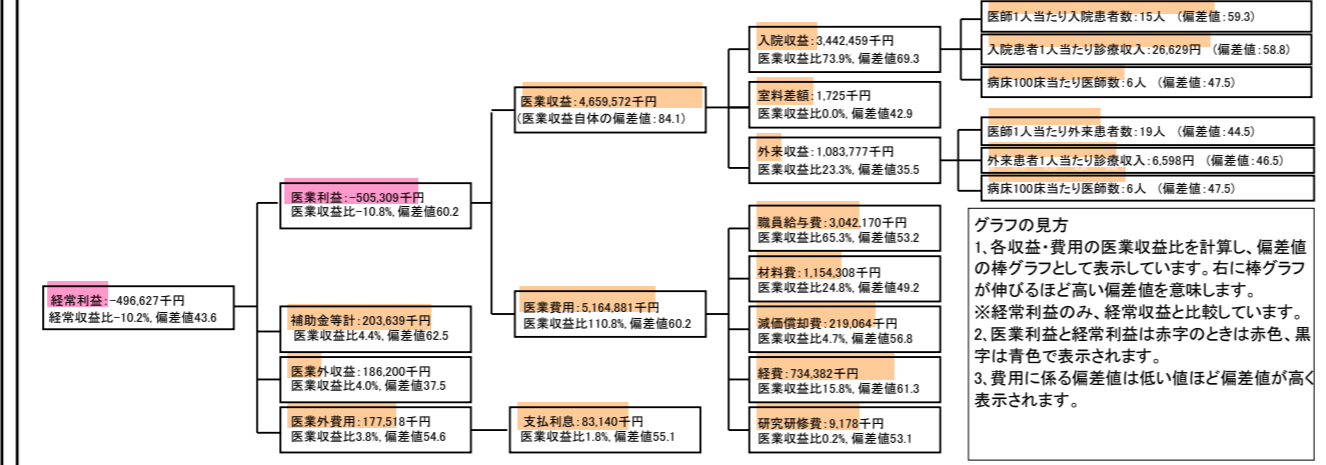 経常利益:-496,627千円
経常収支比-10.2%, 偏差値43.6
医業利益:-505,309千円
医業収益比-10.8%, 偏差値60.2
補助金等計:203,639千円
医業収益比4.4%, 偏差値62.5
医業外収益:186,200千円
医業収益比4.0%, 偏差値37.5
医業外費用:177,518千円
医業収益比3.8%, 偏差値54.6
医業収益:4,659,572千円
(医業収益自体の偏差値:84.1)
医業費用:5,164,881千円
医業収益比110.8%, 偏差値60.2
支払利息:83,140千円
医業収益比1.8%, 偏差値55.1
入院収益:3,442,459千円
医業収益比73.9%, 偏差値69.3
室料差額:1,725千円
医業収益比0.0%, 偏差値42.9
外来収益:1,083,777千円
医業収益比23.3%, 偏差値35.5
職員給与費:3,042,170千円
医業収益比65.3%, 偏差値53.2
材料費:1,154,308千円
医業収益比24.8%, 偏差値49.2
減価償却費:219,064千円
医業収益比4.7%, 偏差値56.8
経費:734,382千円
医業収益比15.8%, 偏差値61.3
研究研修費:9,178千円
医業収益比0.2%, 偏差値53.1
医師1人当たり入院患者数:15人 (偏差値:59.3)
入院患者1人当たり診療収入:26,629円 (偏差値:58.8)
病床100床当たり医師数:6人 (偏差値:47.5)
医師1人当たり外来患者数:19人 (偏差値:44.5)
外来患者1人当たり診療収入:6,598円 (偏差値:46.5)
病床100床当たり医師数:6人 (偏差値:47.5)
グラフの見方
1、各収益・費用の医業収益比を計算し、偏差値
の棒グラフとして表示しています。右に棒グラフ
が伸びるほど高い偏差値を意味します。
※経常利益のみ、経常収益と比較しています。
2、医業利益と経常利益は赤字のときは赤色、黒
字は青色で表示されます。
3、費用に係る偏差値は低い値ほど偏差値が高く
表示されます。